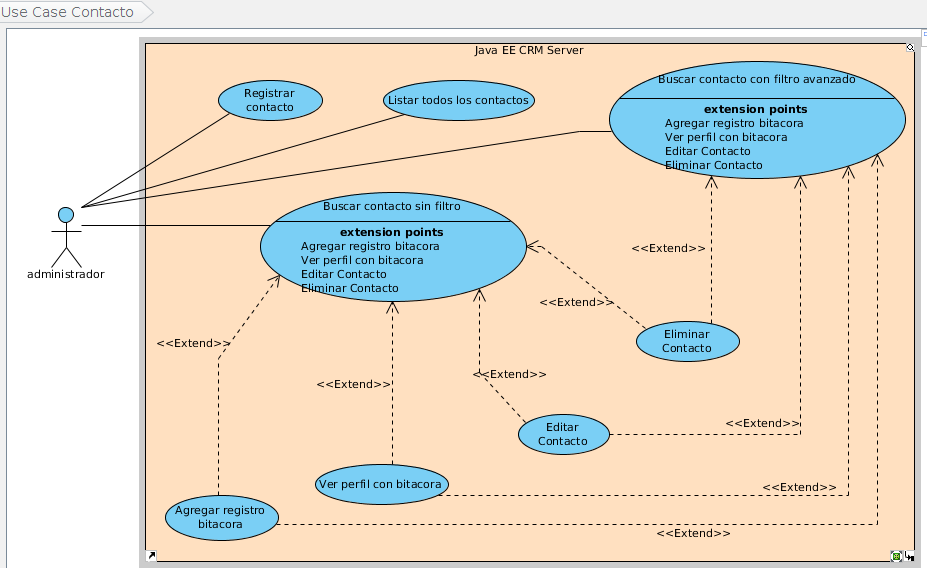 Use Case Contacto
Java EE CRM Server
Registrar
contacto
Listar todos los contactos
Buscar contacto con filtro avanzado
extension points
Agregar registro bitacora
Ver perfil con bitacora
Editar Contacto
Eliminar Contacto
administrador
Buscar contacto sin filtro
extension points
Agregar registro bitacora
Ver perfil con bitacora
Editar Contacto
Eliminar Contacto
<<Extend>>
<<Extend>>
<<Extend>>
Eliminar
Contacto
<<Extend>>
<<Extend>>
<<Extend>>
Editar
Contacto
Ver perfil con bitacora
<<Extend>>
Agregar registro
bitacora
<<Extend>>